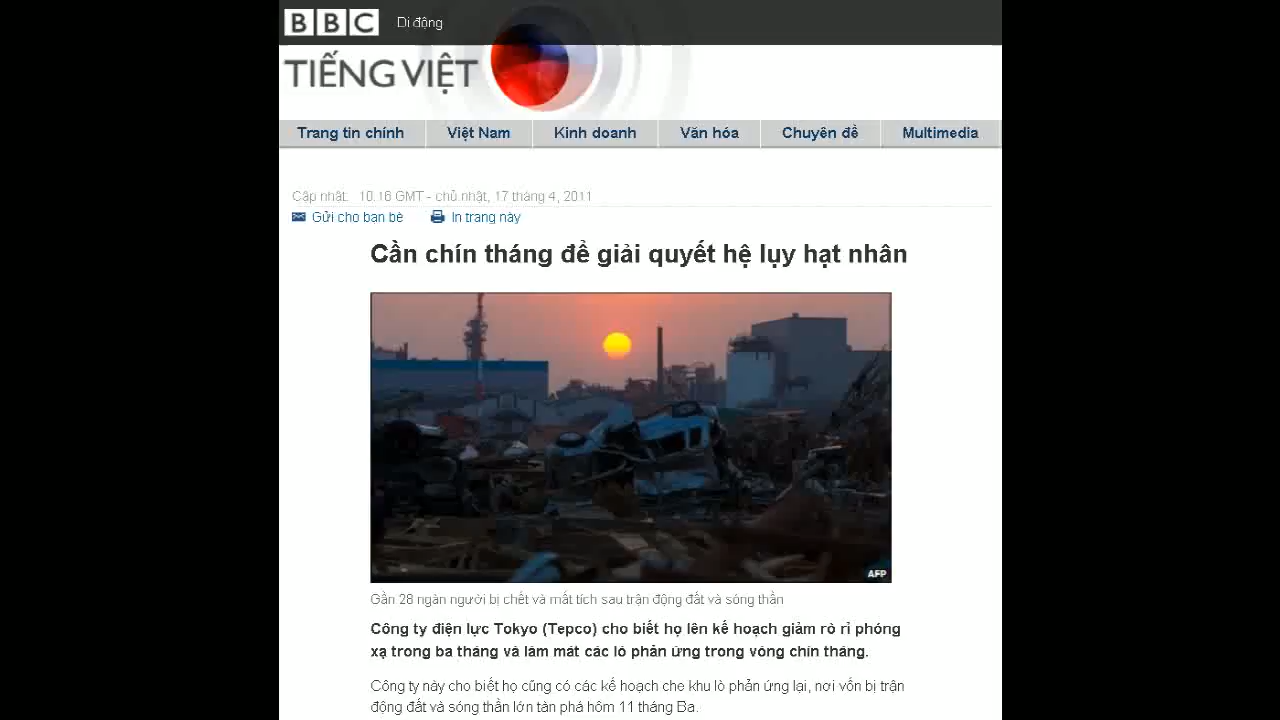 BBC Di động
TIẾNG VIỆT
Trang tin chính Việt Nam Kinh doanh Văn hóa Chuyên đề Multimedia
Cập nhật: 10:16 GMT - chủ nhật, 17 tháng 4, 2011
Gửi cho bạn bè In trang này
Cần chín tháng để giải quyết hệ lụy hạt nhân
AFP
Gần 28 ngàn người bị chết và mất tích sau trận động đất và sóng thần
Công ty điện lực Tokyo (Tepco) cho biết họ lên kế hoạch giảm rò rỉ phóng
xạ trong ba tháng và làm mát các lò phản ứng trong vòng chín tháng.
Công ty này cho biết họ cũng có các kế hoạch che khu lò phản ứng lại, nơi vốn bị trận
động đất và sóng thần lớn tàn phá hôm 11 tháng Ba.